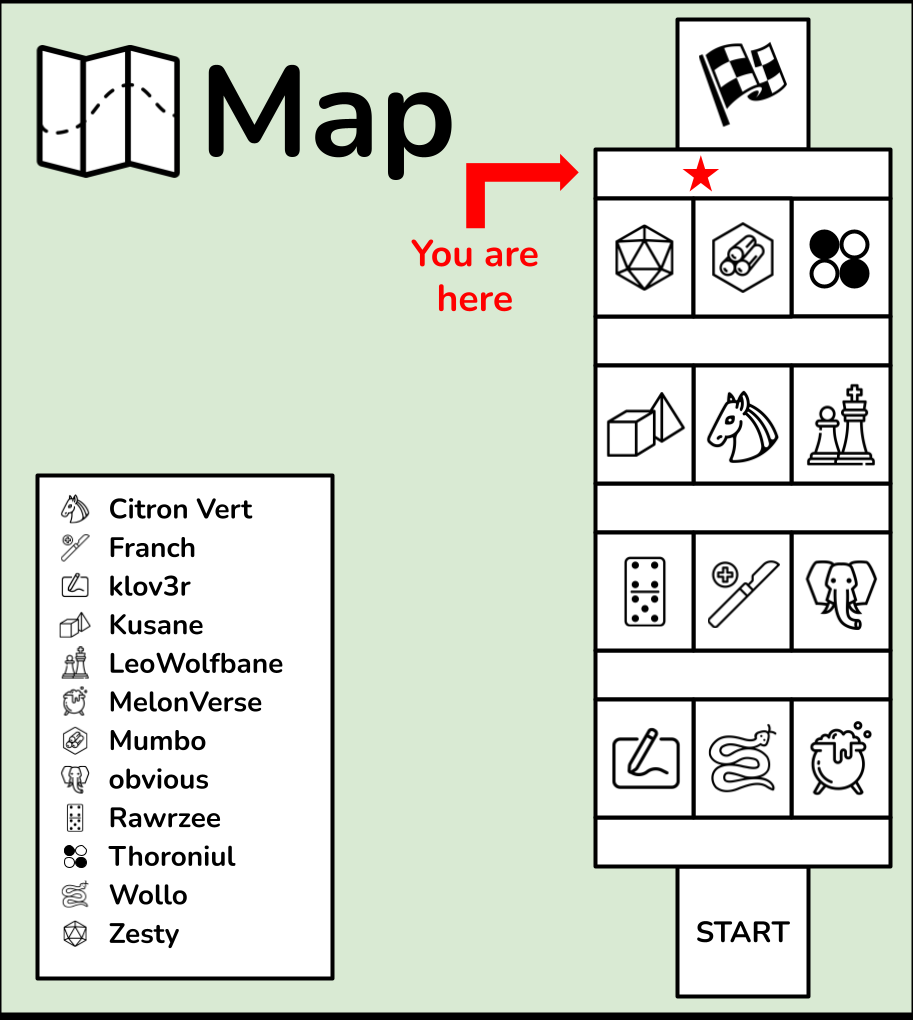 Map
You are
here
Citron Vert
Franch
klov3r
Kusane
LeoWolfbane
MelonVerse
Mumbo
obvious
Rawrzee
Thoroniul
Wollo
Zesty
START